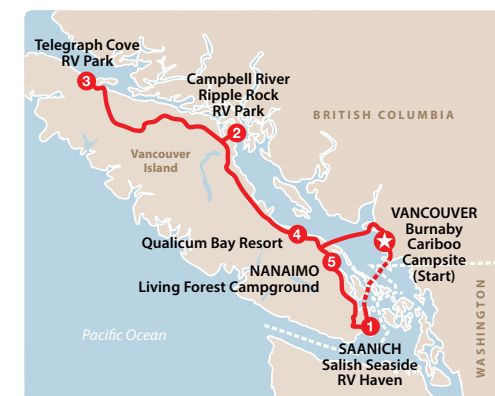 Telegraph Cove
RV Park
3
Campbell River
Ripple Rock
RV Park
2
BRITISH COLUMBIA
Vancouver
Island
VANCOUVER
Burnaby
Cariboo
Campsite
(Start)
4
Qualicum Bay Resort
5
NANAIMO
Living Forest Campground
WASHINGTON
Pacific Ocean
1
SAANICH
Salish Seaside
RV Haven